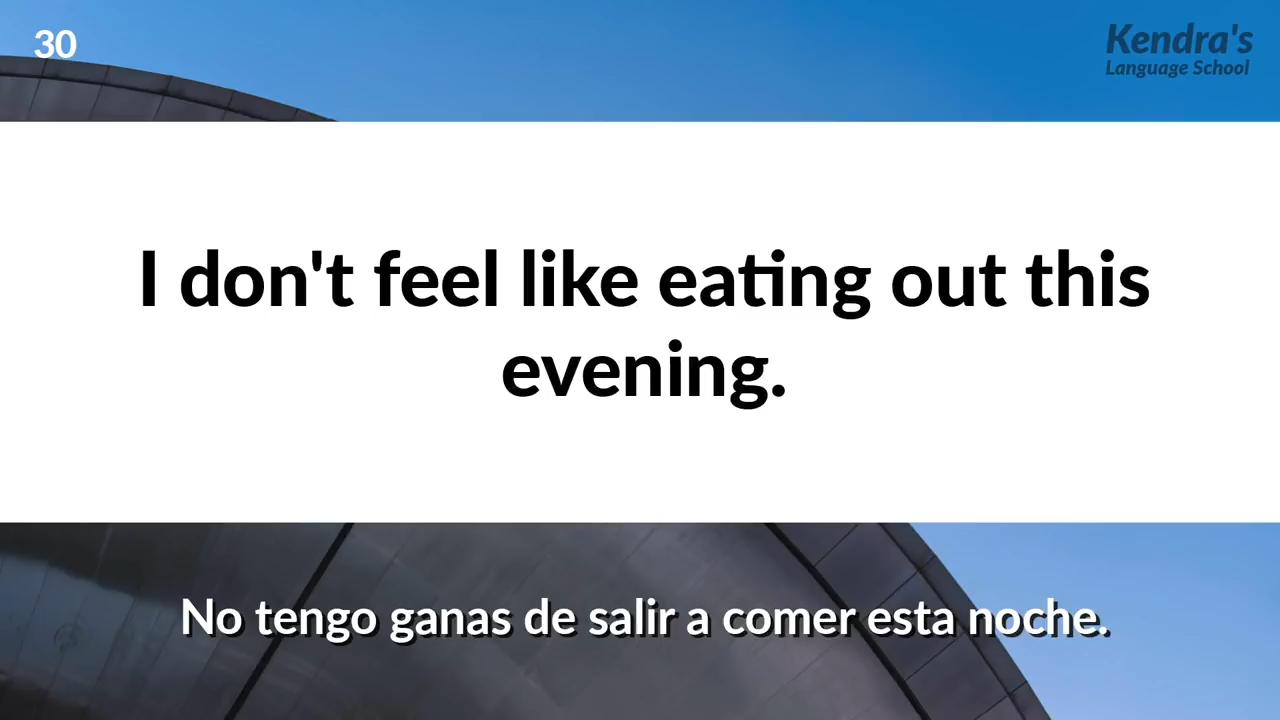 30
Kendra's
Language School
I don't feel like eating out this
evening.
No tengo ganas de salir a comer esta noche.